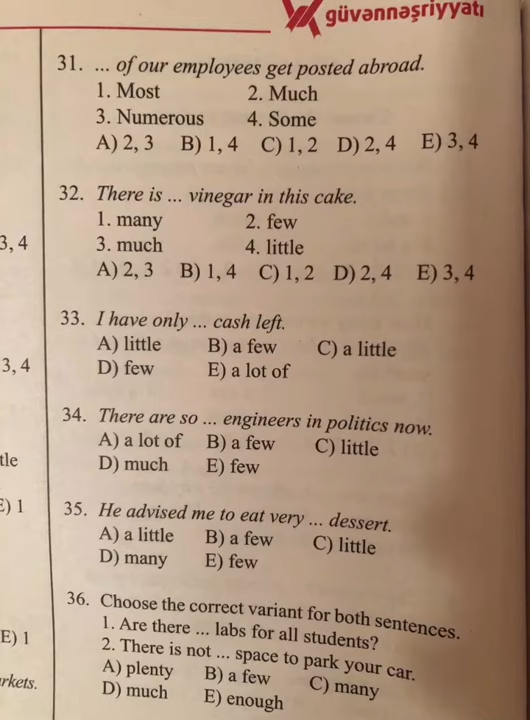 güvənnəşriyyatı
31. ... of our employees get posted abroad.
1. Most 2. Much
3. Numerous 4. Some
A) 2, 3 B) 1, 4 C) 1, 2 D) 2, 4 E) 3, 4
32. There is ... vinegar in this cake.
1. many 2. few
3. much 4. little
A) 2, 3 B) 1, 4 C) 1, 2 D) 2, 4 E) 3, 4
33. I have only ... cash left.
A) little B) a few C) a little
D) few E) a lot of
34. There are so ... engineers in politics now.
A) a lot of B) a few C) little
D) much E) few
35. He advised me to eat very ... dessert.
A) a little B) a few C) little
D) many E) few
36. Choose the correct variant for both sentences.
1. Are there ... labs for all students?
2. There is not ... space to park your car.
A) plenty B) a few C) many
D) much E) enough
3, 4
3, 4
tle
E) 1
E) 1
rkets.